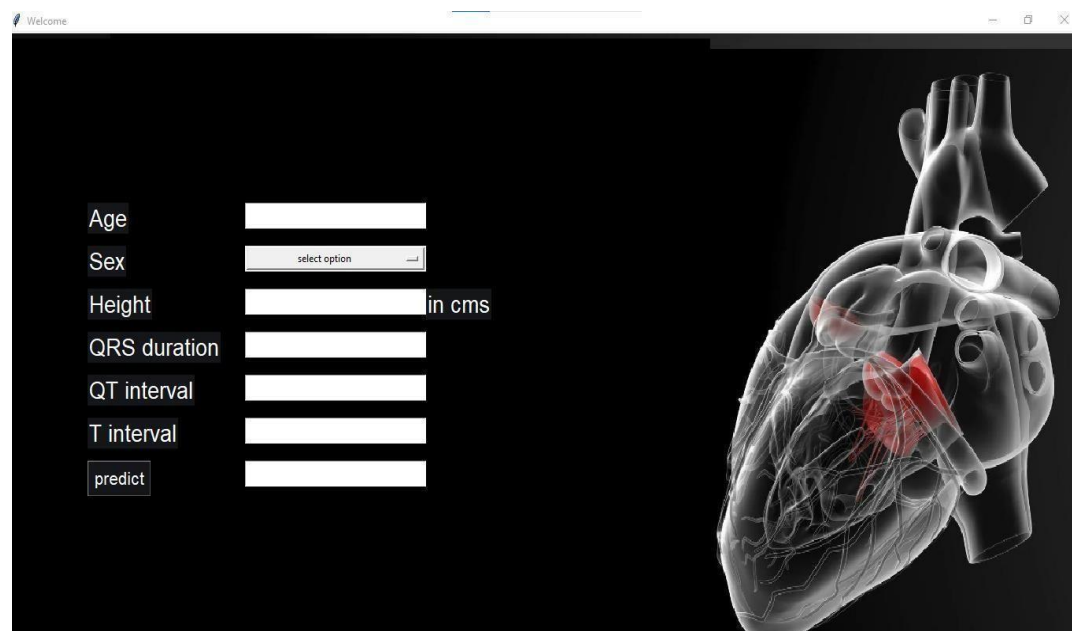 Welcome
Age
Sex select option
Height in cms
QRS duration
QT interval
T interval
predict